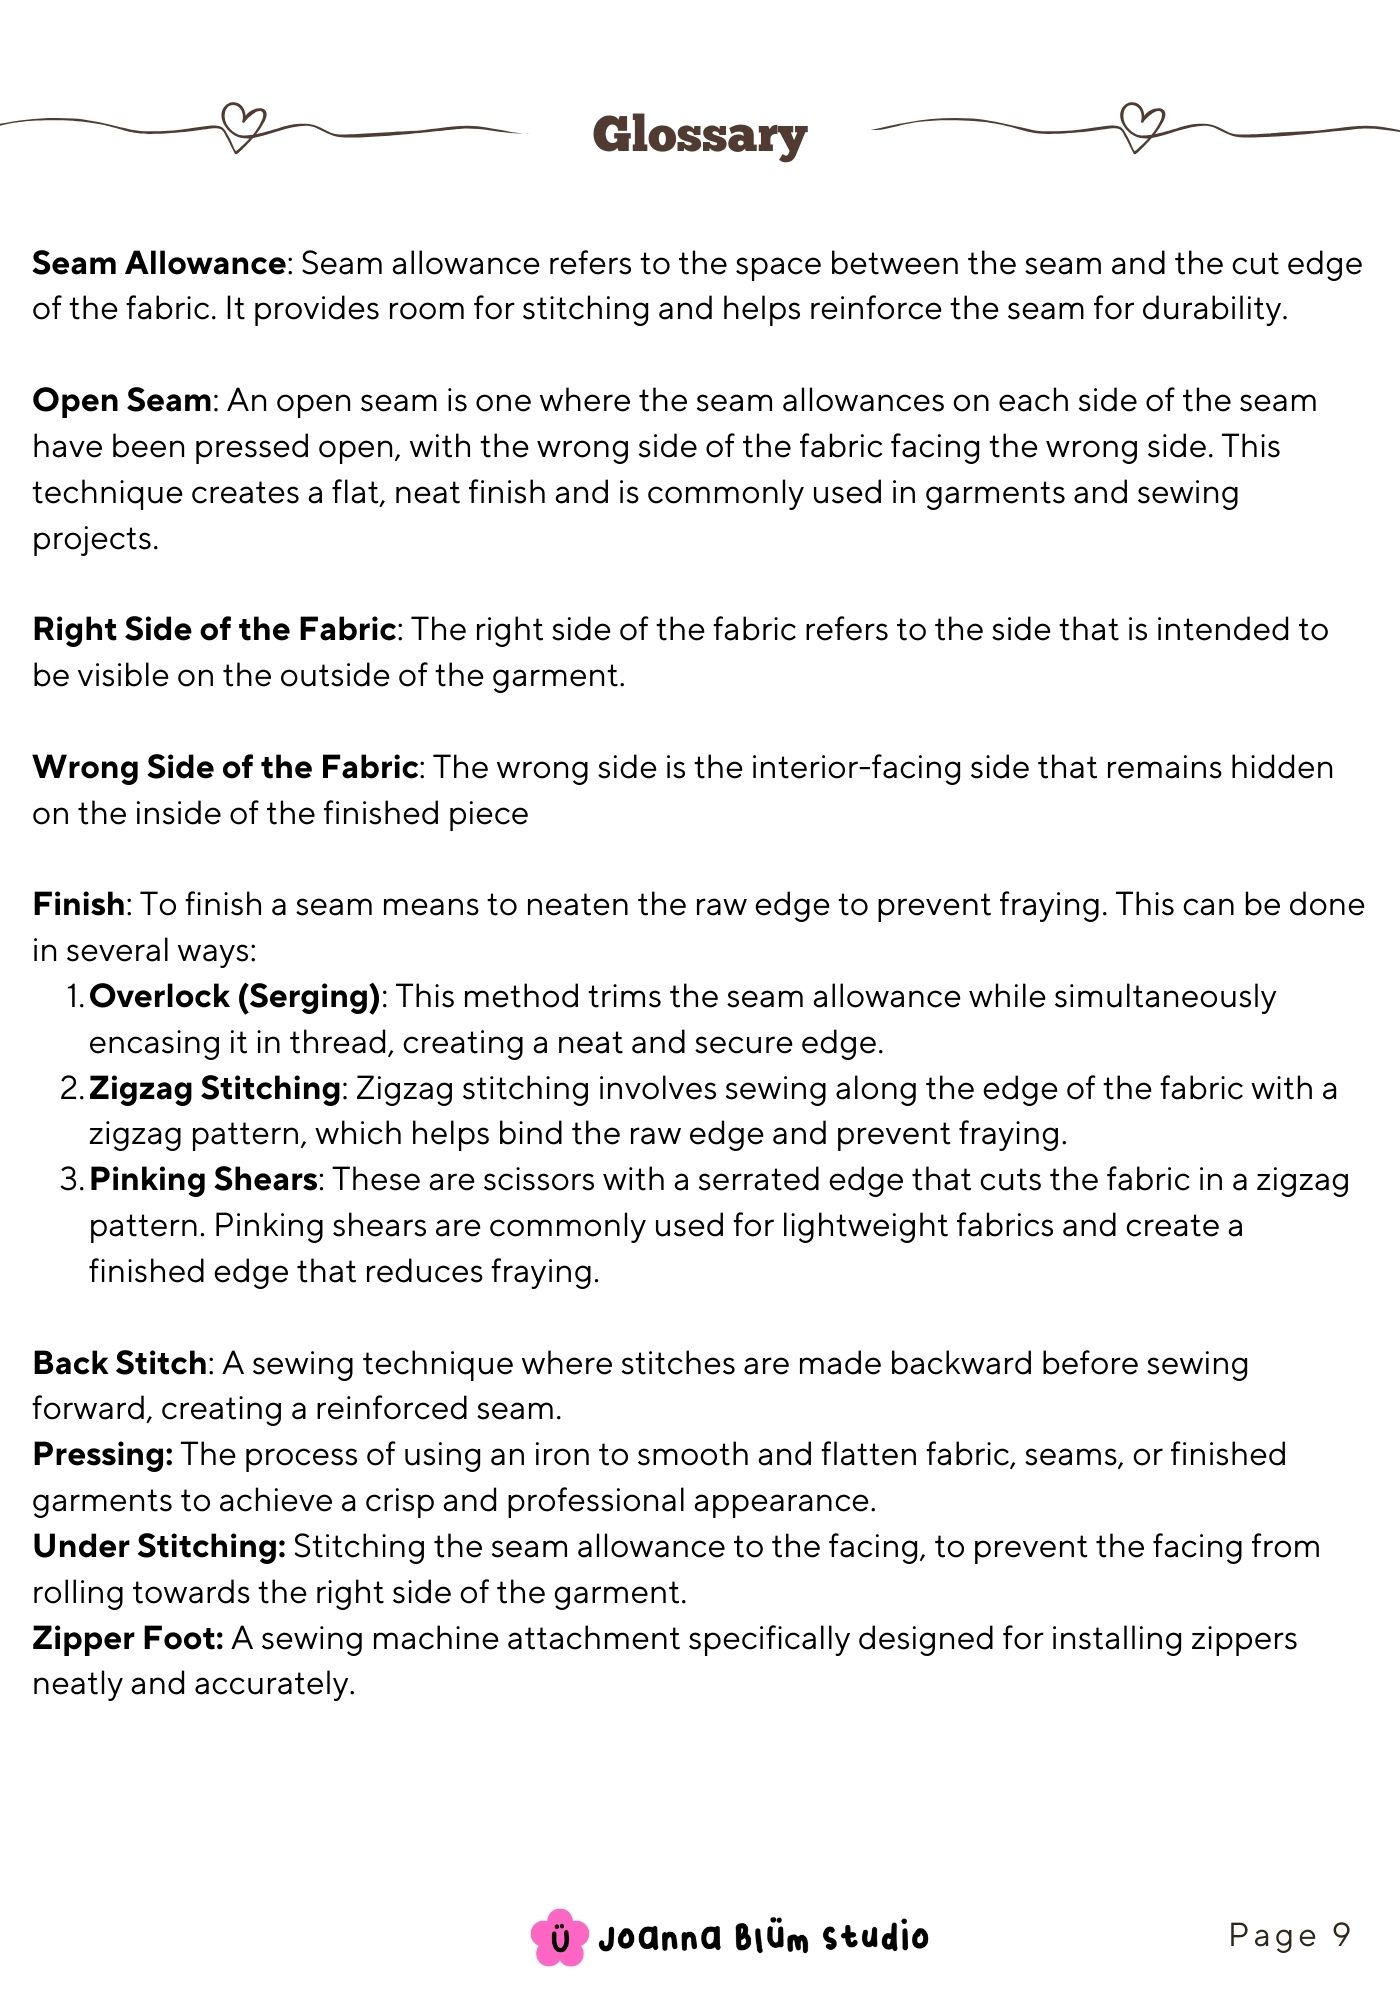 Glossary
Seam Allowance: Seam allowance refers to the space between the seam and the cut edge
of the fabric. It provides room for stitching and helps reinforce the seam for durability.
Open Seam: An open seam is one where the seam allowances on each side of the seam
have been pressed open, with the wrong side of the fabric facing the wrong side. This
technique creates a flat, neat finish and is commonly used in garments and sewing
projects.
Right Side of the Fabric: The right side of the fabric refers to the side that is intended to
be visible on the outside of the garment.
Wrong Side of the Fabric: The wrong side is the interior-facing side that remains hidden
on the inside of the finished piece
Finish: To finish a seam means to neaten the raw edge to prevent fraying. This can be done
in several ways:
1. Overlock (Serging): This method trims the seam allowance while simultaneously
encasing it in thread, creating a neat and secure edge.
2. Zigzag Stitching: Zigzag stitching involves sewing along the edge of the fabric with a
zigzag pattern, which helps bind the raw edge and prevent fraying.
3. Pinking Shears: These are scissors with a serrated edge that cuts the fabric in a zigzag
pattern. Pinking shears are commonly used for lightweight fabrics and create a
finished edge that reduces fraying.
Back Stitch: A sewing technique where stitches are made backward before sewing
forward, creating a reinforced seam.
Pressing: The process of using an iron to smooth and flatten fabric, seams, or finished
garments to achieve a crisp and professional appearance.
Under Stitching: Stitching the seam allowance to the facing, to prevent the facing from
rolling towards the right side of the garment.
Zipper Foot: A sewing machine attachment specifically designed for installing zippers
neatly and accurately.
Ü Joanna Blüm Studio
Page 9